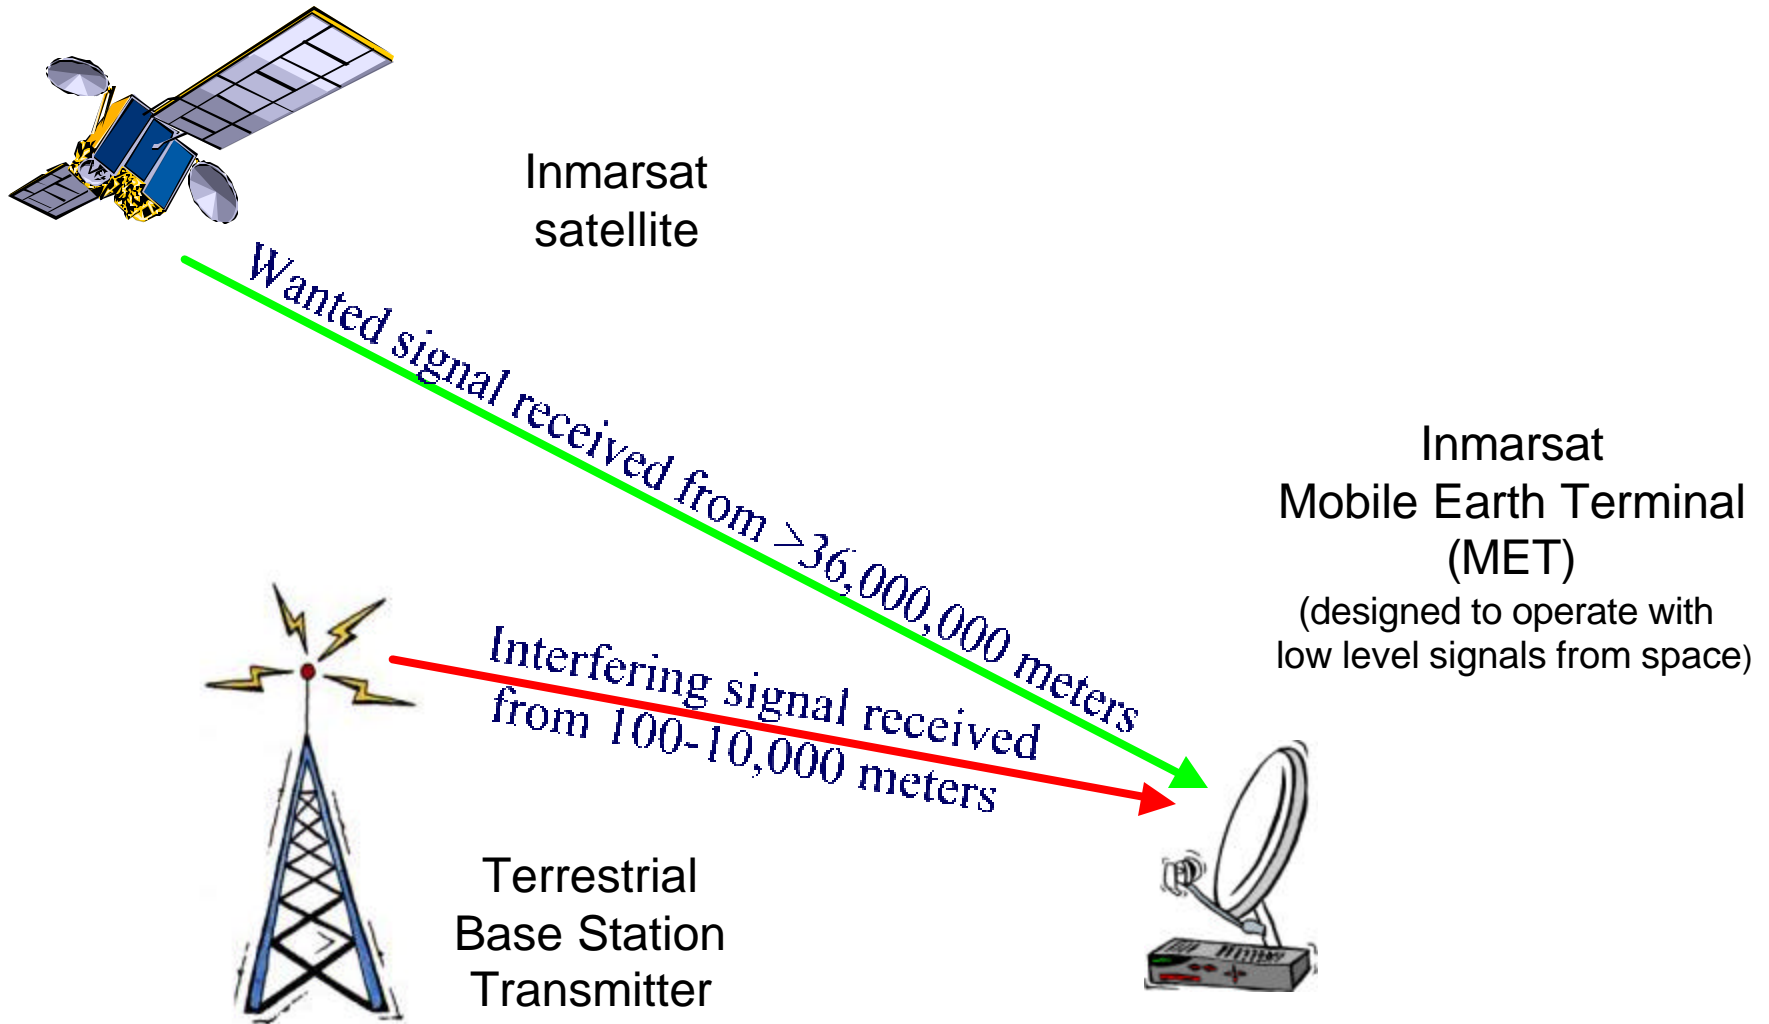 Inmarsat
satellite
Wanted signal received from >36,000,000 meters
Inmarsat
Mobile Earth Terminal
(MET)
(designed to operate with
low level signals from space)
Interfering signal received
from 100-10,000 meters
Terrestrial
Base Station
Transmitter